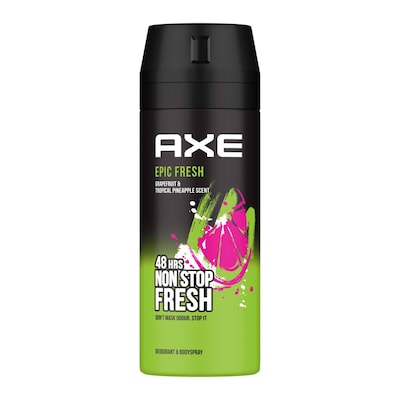 AXE
EPIC FRESH
GRAPEFRUIT &
TROPICAL PINEAPPLE SCENT
48 HRS
NON STOP
FRESH
DON'T MASK ODOUR, STOP IT
DEODORANT & BODYSPRAY